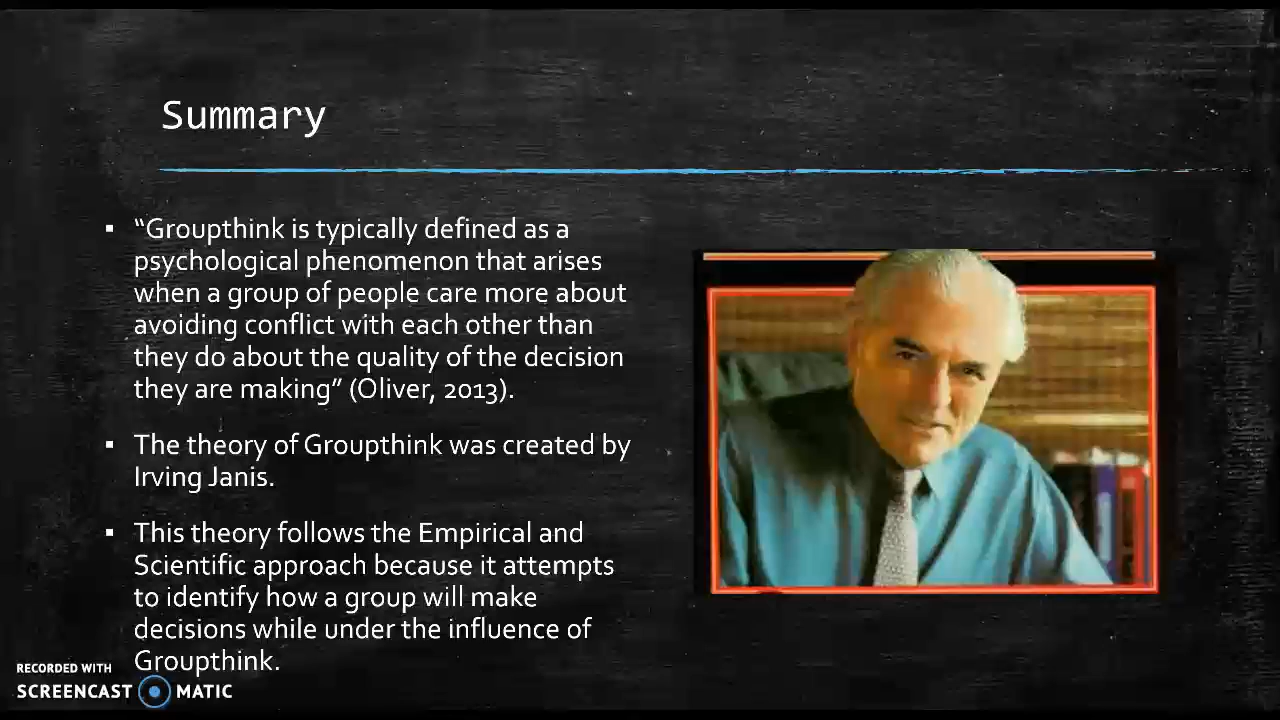 Summary
“Groupthink is typically defined as a
psychological phenomenon that arises
when a group of people care more about
avoiding conflict with each other than
they do about the quality of the decision
they are making” (Oliver, 2013).
The theory of Groupthink was created by
Irving Janis.
This theory follows the Empirical and
Scientific approach because it attempts
to identify how a group will make
decisions while under the influence of
Groupthink.
RECORDED WITH
SCREENCAST MATIC